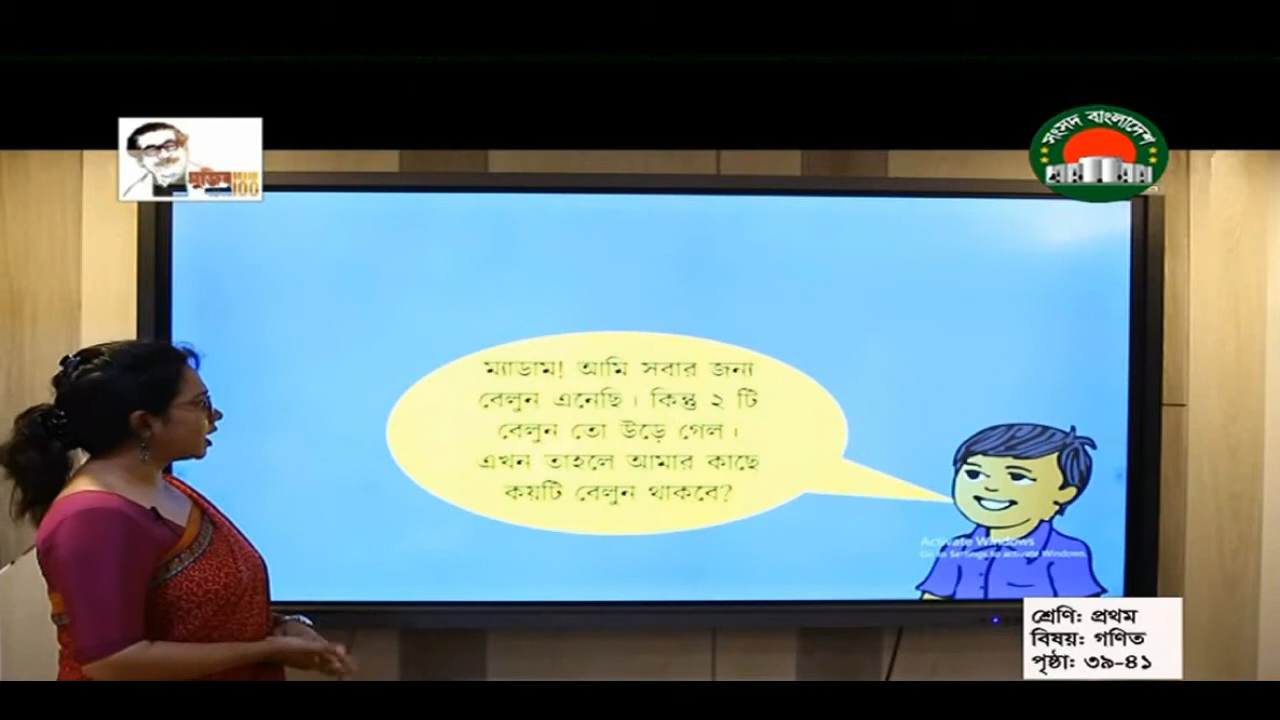 মুজিব
100
সংসদ বাংলাদেশ
ম্যাডাম! আমি সবার জন্য
বেলুন এনেছি। কিন্তু ২ টি
বেলুন তো উড়ে গেল।
এখন তাহলে আমার কাছে
কয়টি বেলুন থাকবে?
Activate Windows
Go to Settings to activate Windows.
শ্রেণি: প্রথম
বিষয়: গণিত
পৃষ্ঠা: ৩৯-৪১